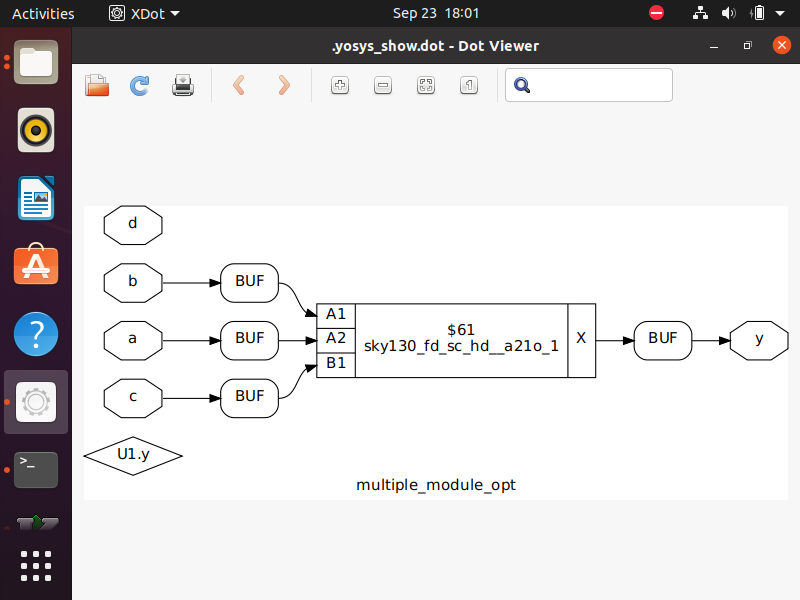 Activities XDot Sep 23 18:01
.yosys_show.dot - Dot Viewer
d
b BUF
a BUF
c BUF
A1
A2
B1
$61
sky130_fd_sc_hd__a21o_1
X
BUF
y
U1.y
multiple_module_opt